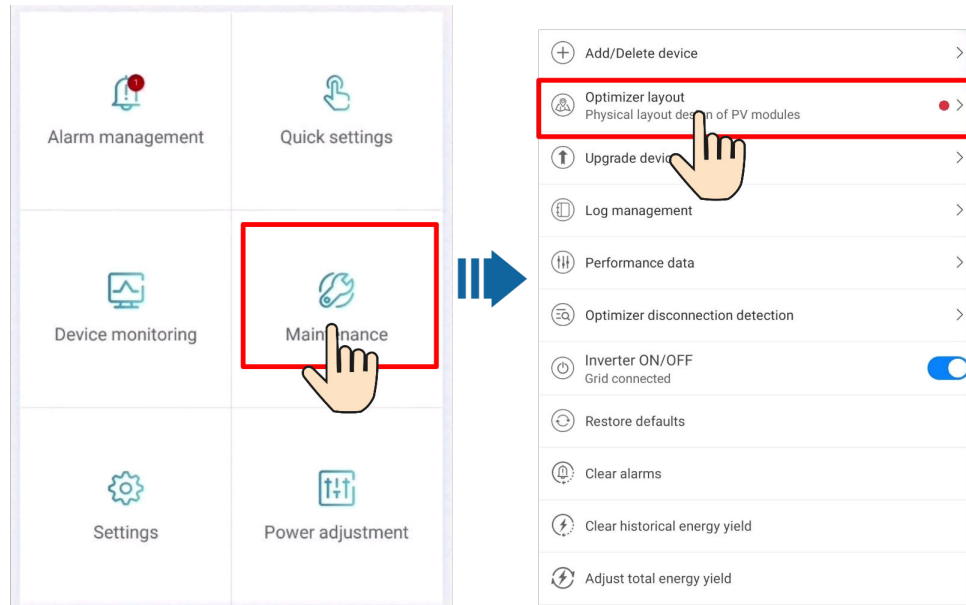 1
Alarm management
Quick settings
Device monitoring
Settings
Power adjustment
Add/Delete device
Optimizer layout
Physical layout of PV modules
Upgrade
Log management
Performance data
Optimizer disconnection detection
Inverter ON/OFF
Grid connected
Restore defaults
Clear alarms
Clear historical energy yield
Adjust total energy yield